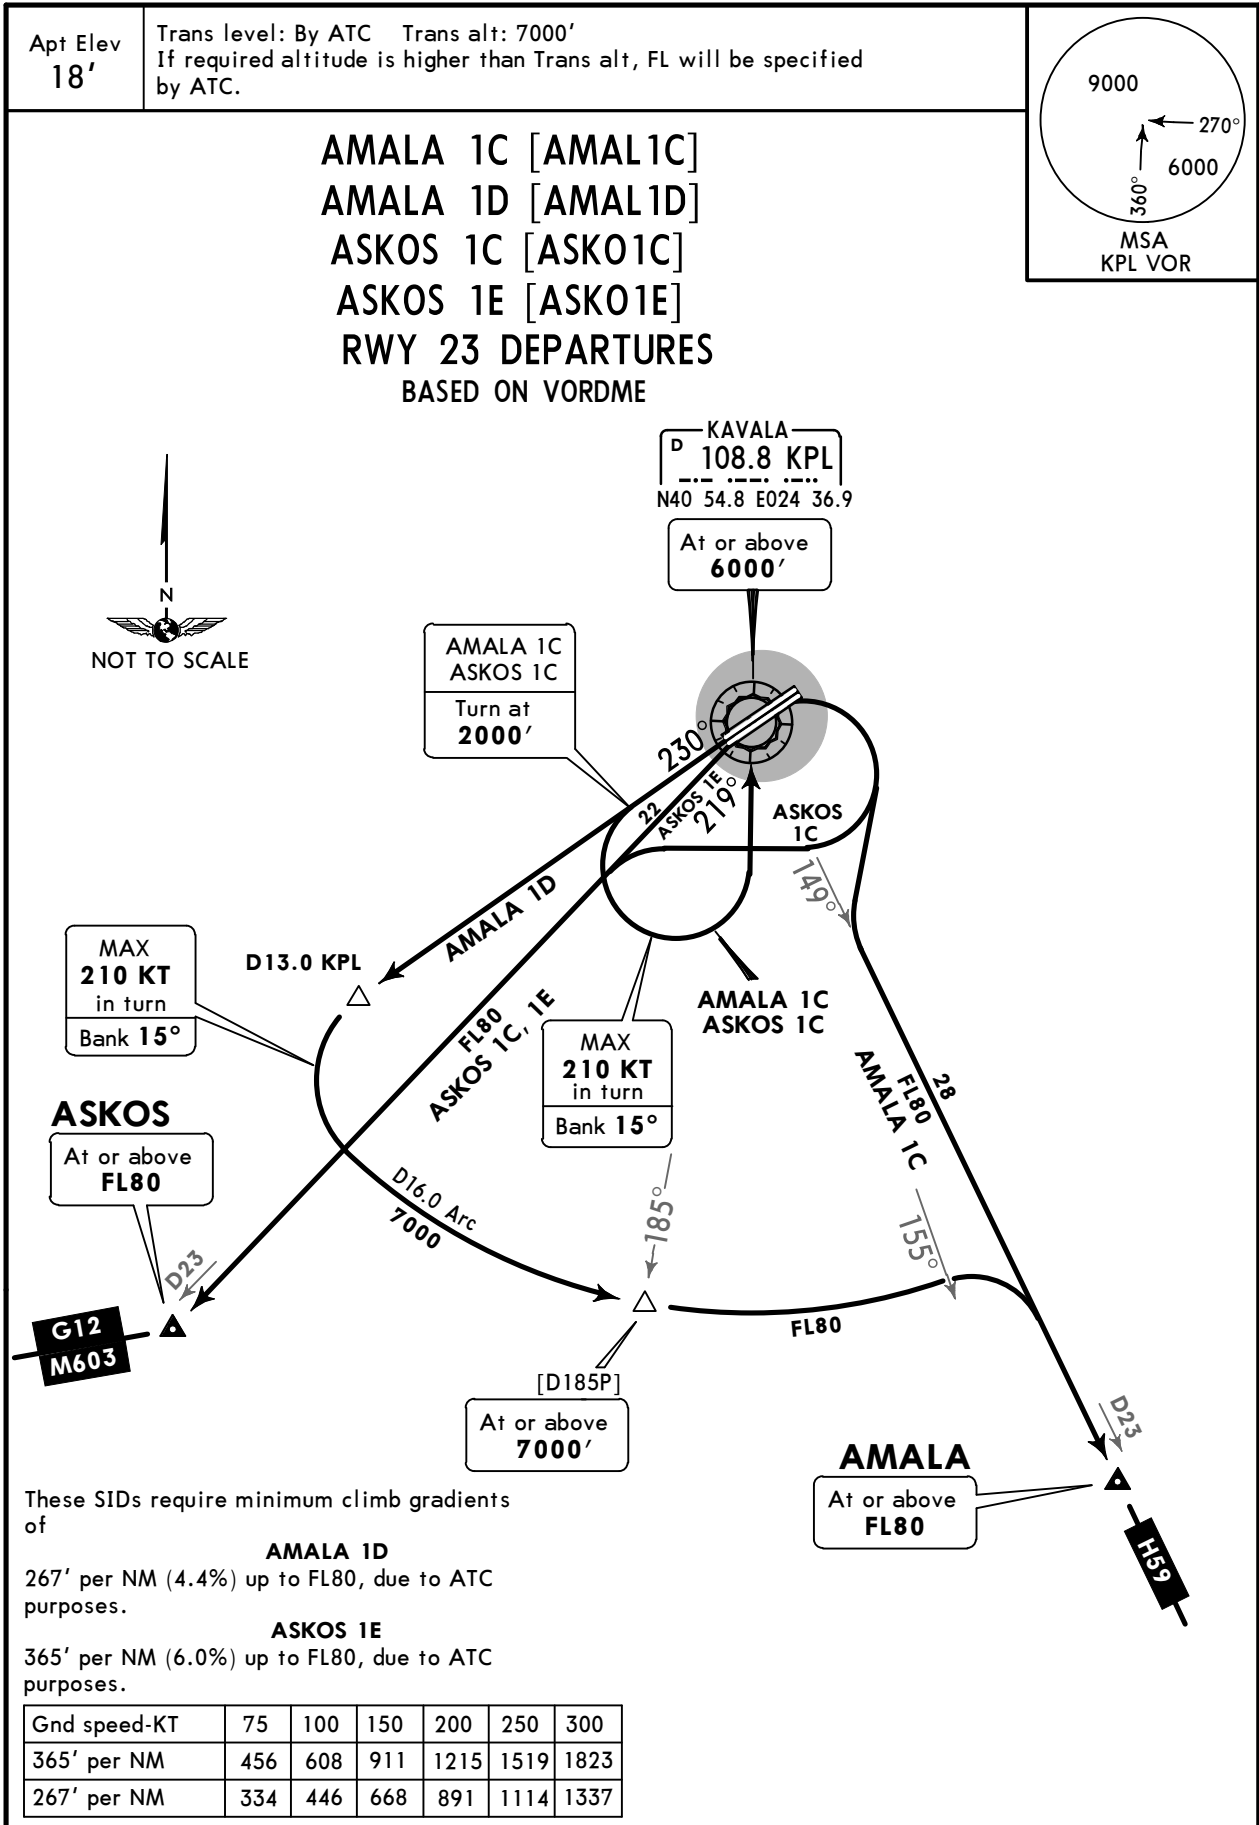 Apt Elev
18'
Trans level: By ATC Trans alt: 7000'
If required altitude is higher than Trans alt, FL will be specified
by ATC.
9000
270°
6000
360°
MSA
KPL VOR
AMALA 1C [AMAL1C]
AMALA 1D [AMAL1D]
ASKOS 1C [ASKO1C]
ASKOS 1E [ASKO1E]
RWY 23 DEPARTURES
BASED ON VORDME
KAVALA
D 108.8 KPL
N40 54.8 E024 36.9
At or above
6000'
N
NOT TO SCALE
AMALA 1C
ASKOS 1C
Turn at
2000'
230°
22
ASKOS 1E
219°
ASKOS
1C
149°
AMALA 1D
MAX
210 KT
in turn
Bank 15°
D13.0 KPL
FL80
ASKOS 1C, 1E
AMALA 1C
ASKOS 1C
MAX
210 KT
in turn
Bank 15°
28
FL80
AMALA 1C
ASKOS
At or above
FL80
D16.0 Arc
7000
185°
155°
D23
G12
M603
FL80
[D185P]
At or above
7000'
D23
AMALA
At or above
FL80
H59
These SIDs require minimum climb gradients
of
AMALA 1D
267' per NM (4.4%) up to FL80, due to ATC
purposes.
ASKOS 1E
365' per NM (6.0%) up to FL80, due to ATC
purposes.
Gnd speed-KT 75 100 150 200 250 300
365' per NM 456 608 911 1215 1519 1823
267' per NM 334 446 668 891 1114 1337